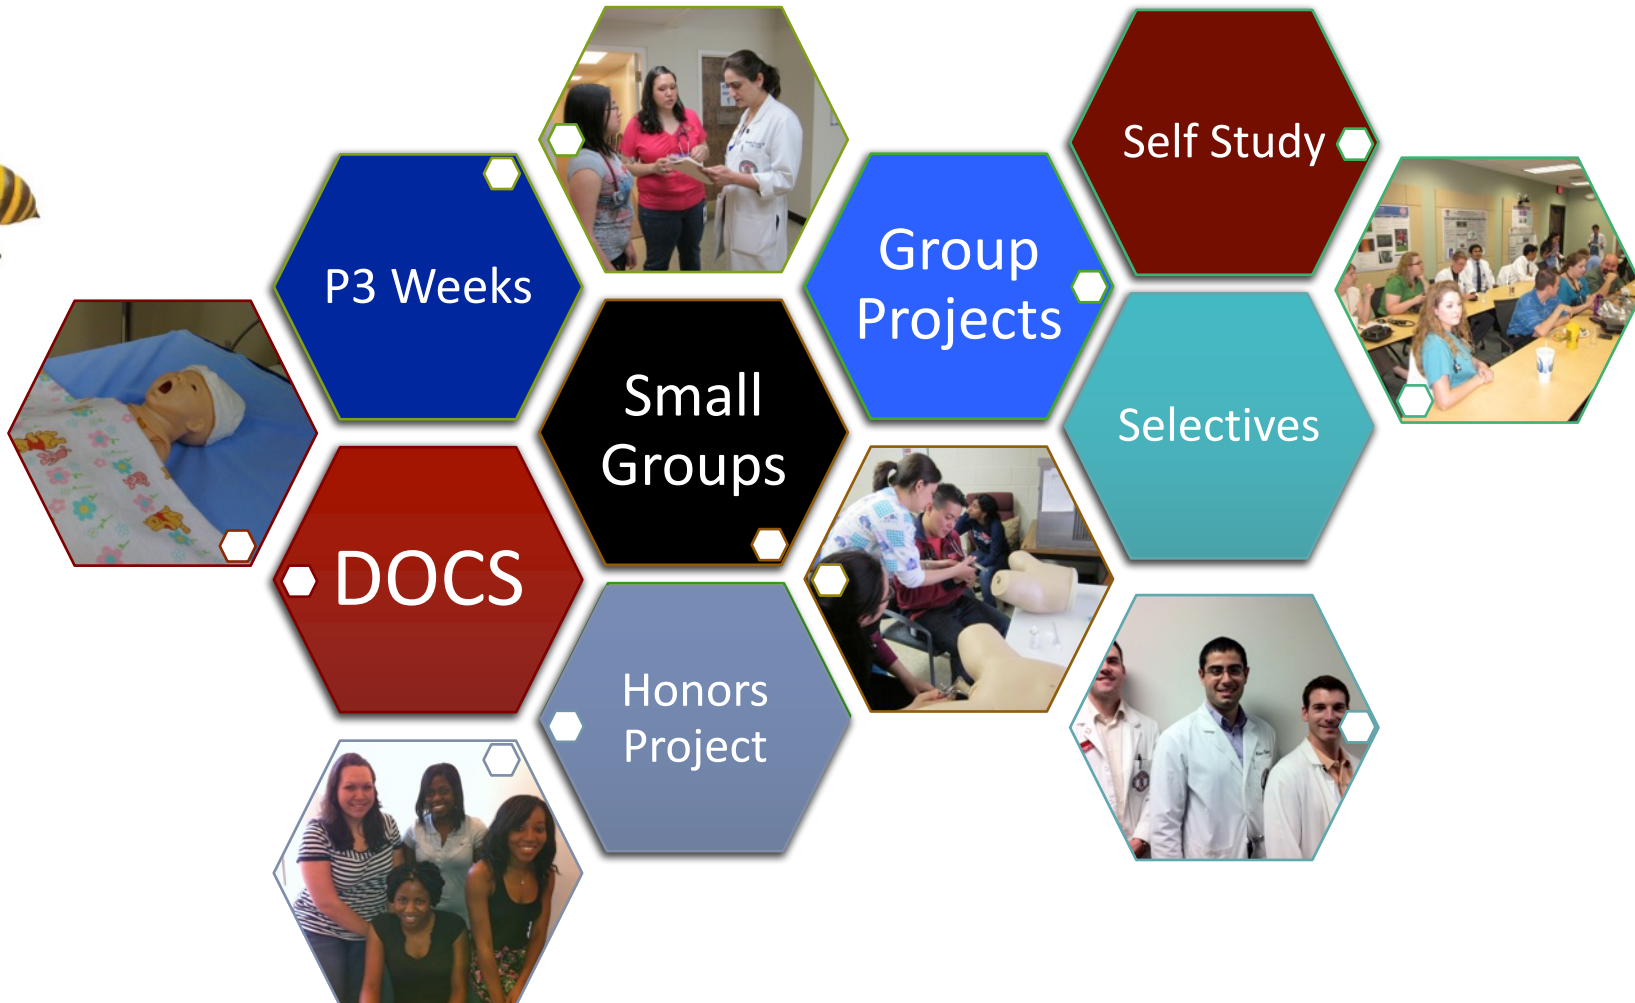 Self Study
P3 Weeks
Group
Projects
Small
Groups
Selectives
DOCS
Honors
Project